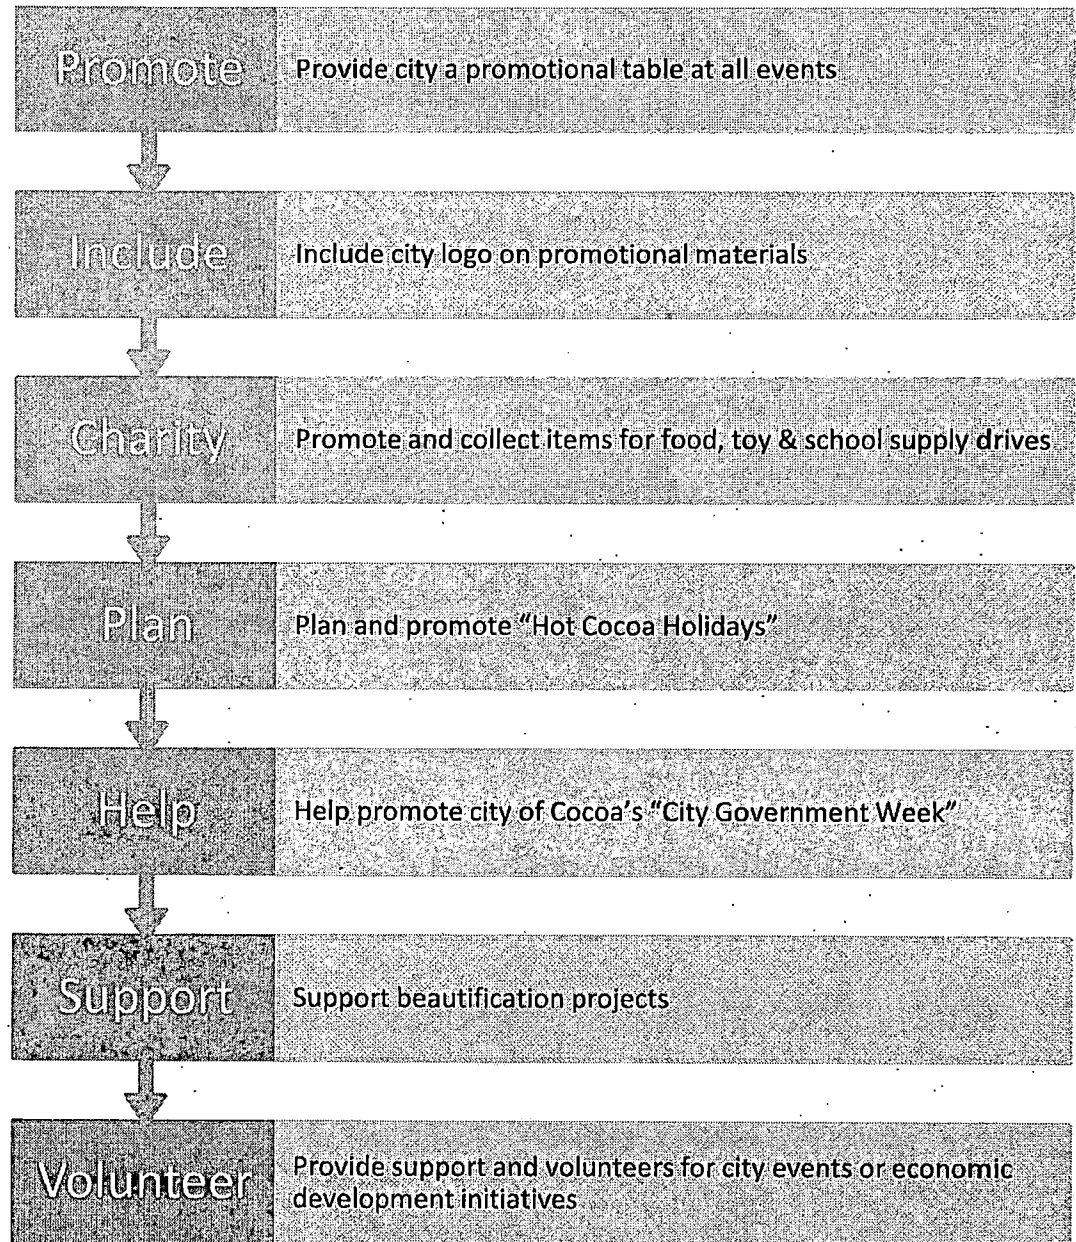 Promote
Provide city a promotional table at all events
Include
Include city logo on promotional materials
Charity
Promote and collect items for food, toy & school supply drives
Plan
Plan and promote “Hot Cocoa Holidays”
Help
Help promote city of Cocoa’s “City Government Week”
Support
Support beautification projects
Volunteer
Provide support and volunteers for city events or economic
development initiatives